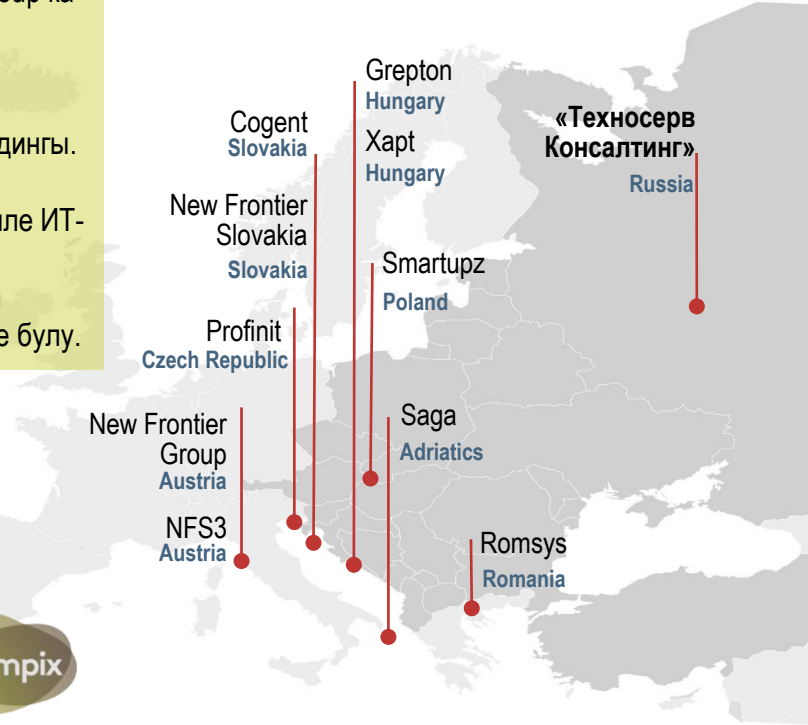 дингы.
ИТ-
булу.
Grepton
Hungary
Xapt
Hungary
Cogent
Slovakia
New Frontier
Slovakia
Slovakia
Profinit
Czech Republic
New Frontier
Group
Austria
NFS3
Austria
Smartupz
Poland
Saga
Adriatics
Romsys
Romania
«Техносерв
Консалтинг»
Russia
mpix